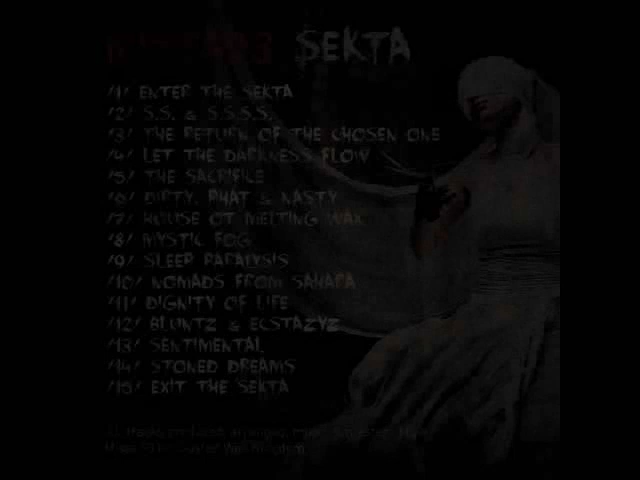 SEKTA
/1/ ENTER THE SEKTA
/2/ S.S. & S.S.S.S.
/3/ THE RETURN OF THE CHOSEN ONE
/4/ LET THE DARKNESS FLOW
/5/ THE SACRIFICE
/6/ DIRTY, PHAT & NASTY
/7/ HOUSE OT MELTING WAX
/8/ MYSTIC FOG
/9/ SLEEP PARALYSIS
/10/ NOMADS FROM SAHARA
/11/ DIGNITY OF LIFE
/12/ BLUNTZ & ECSTAZYZ
/13/ SENTIMENTAL
/14/ STONED DREAMS
/15/ EXIT THE SEKTA